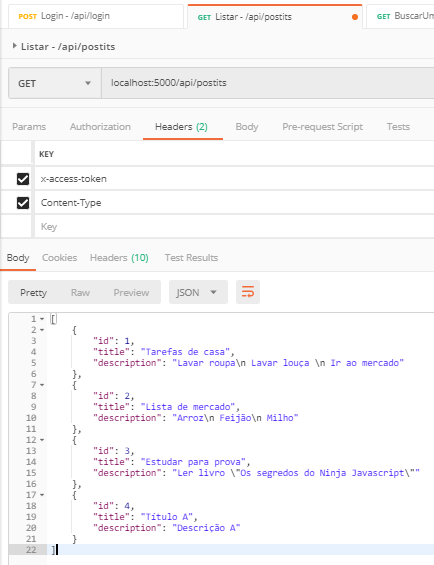 POST Login - /api/login
GET Listar - /api/postits
GET BuscarUm
Listar - /api/postits
GET localhost:5000/api/postits
Params Authorization Headers (2) Body Pre-request Script Tests
KEY
x-access-token
Content-Type
Key
Body Cookies Headers (10) Test Results
Pretty Raw Preview JSON
1 [
2 {
3 "id": 1,
4 "title": "Tarefas de casa",
5 "description": "Lavar roupa\n Lavar louça \n Ir ao mercado"
6 },
7 {
8 "id": 2,
9 "title": "Lista de mercado",
10 "description": "Arroz\n Feijão\n Milho"
11 },
12 {
13 "id": 3,
14 "title": "Estudar para prova",
15 "description": "Ler livro \"Os segredos do Ninja Javascript\""
16 },
17 {
18 "id": 4,
19 "title": "Título A",
20 "description": "Descrição A"
21 }
22 ]